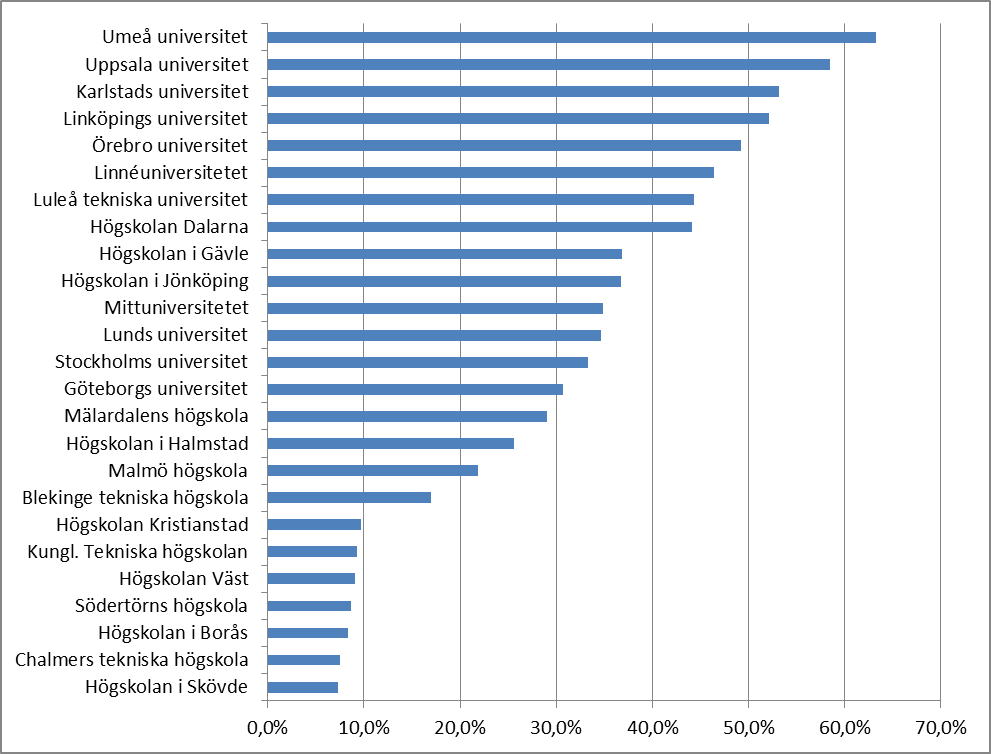 Umeå universitet
Uppsala universitet
Karlstads universitet
Linköpings universitet
Örebro universitet
Linnéuniversitetet
Luleå tekniska universitet
Högskolan Dalarna
Högskolan i Gävle
Högskolan i Jönköping
Mittuniversitetet
Lunds universitet
Stockholms universitet
Göteborgs universitet
Mälardalens högskola
Högskolan i Halmstad
Malmö högskola
Blekinge tekniska högskola
Högskolan Kristianstad
Kungl. Tekniska högskolan
Högskolan Väst
Södertörns högskola
Högskolan i Borås
Chalmers tekniska högskola
Högskolan i Skövde
0,0% 10,0% 20,0% 30,0% 40,0% 50,0% 60,0% 70,0%